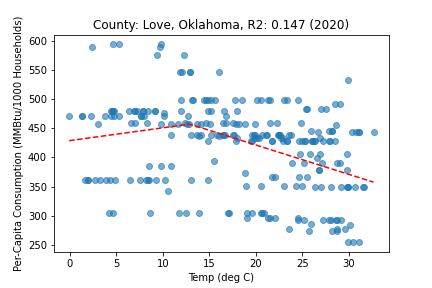 County: Love, Oklahoma, R2: 0.147 (2020)
Per-Capita Consumption (MMBtu/1000 Households)
600
550
500
450
400
350
300
250
0 5 10 15 20 25 30
Temp (deg C)